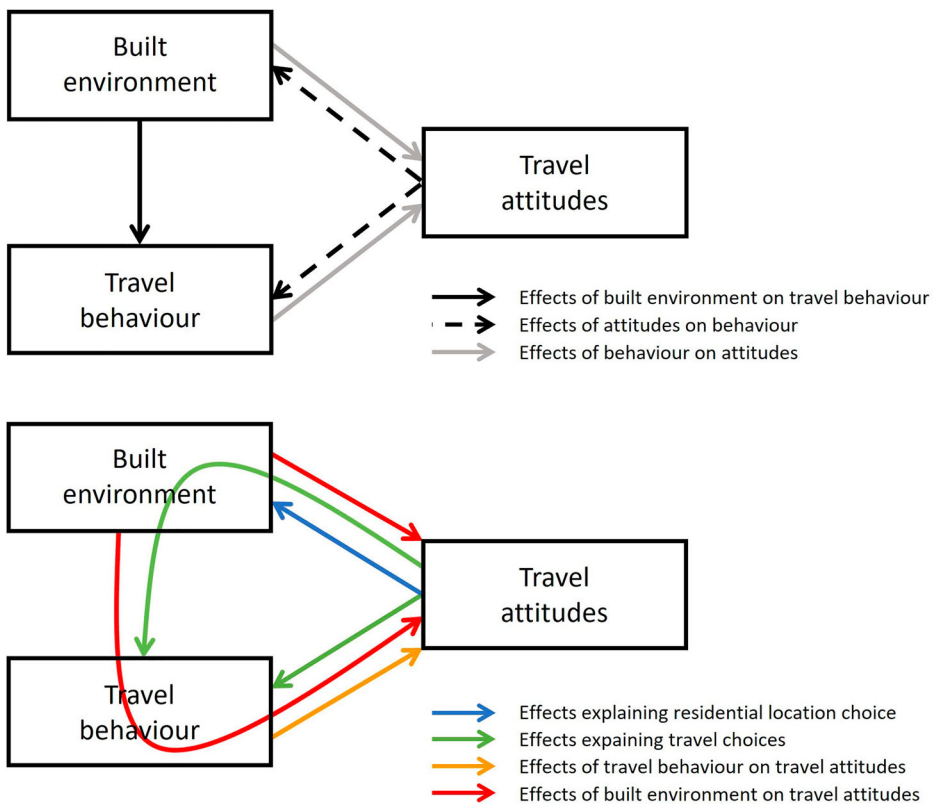 Built
environment
Travel
attitudes
Travel
behaviour
Effects of built environment on travel behaviour
Effects of attitudes on behaviour
Effects of behaviour on attitudes
Built
environment
Travel
attitudes
Travel
behaviour
Effects explaining residential location choice
Effects expaining travel choices
Effects of travel behaviour on travel attitudes
Effects of built environment on travel attitudes